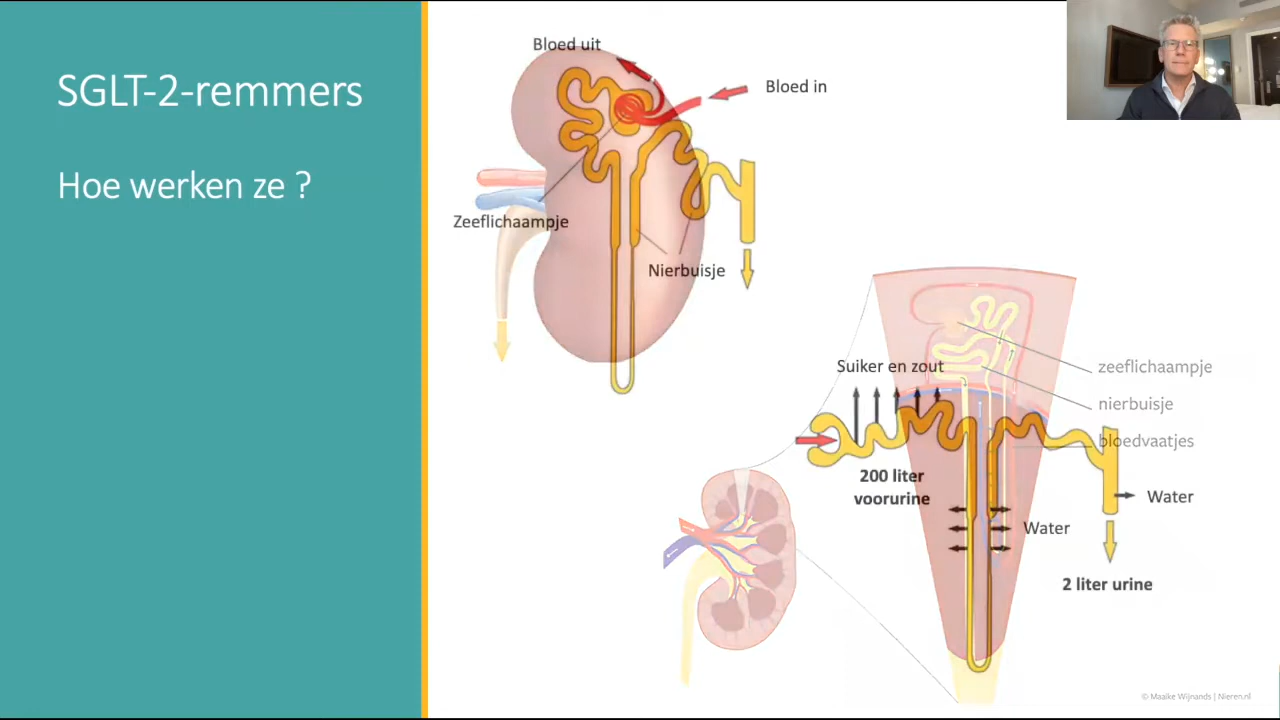 SGLT-2-remmers
Hoe werken ze ?
Bloed uit
Bloed in
Zeeflichaampje
Nierbuisje
Suiker en zout
zeeflichaampje
nierbuisje
bloedvaatjes
200 liter
voorurine
Water
Water
2 liter urine
© Maaike Wijnands | Nieren.nl